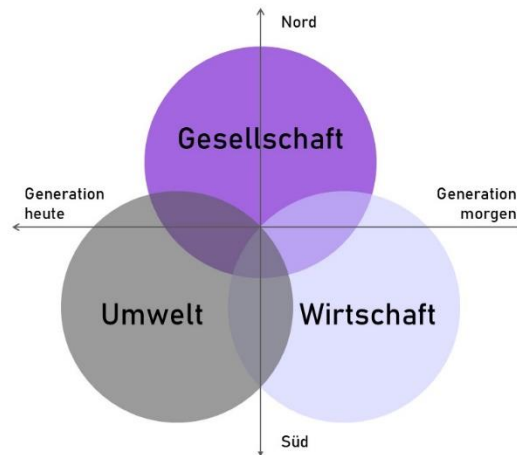 Nord
Gesellschaft
Generation
heute
Generation
morgen
Umwelt
Wirtschaft
Süd